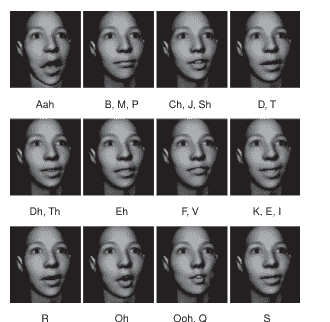 Aah B, M, P Ch, J, Sh D, T
Dh, Th Eh F, V K, E, I
R Oh Ooh, Q S